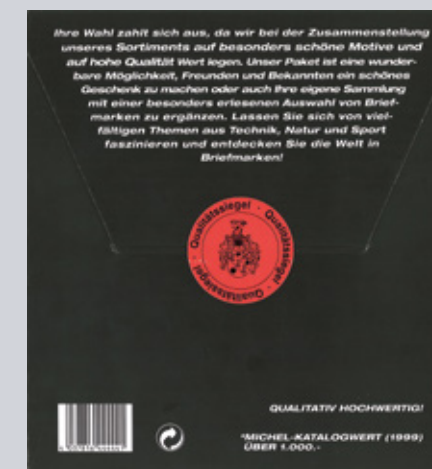 Ihre Wahl zahlt sich aus, da wir bei der Zusammenstellung
unseres Sortiments auf besonders schöne Motive und
auf hohe Qualität Wert legen. Unser Paket ist eine wunder-
bare Möglichkeit, Freunden und Bekannten ein schönes
Geschenk zu machen oder auch Ihre eigene Sammlung
mit einer besonders erlesenen Auswahl von Brief-
marken zu ergänzen. Lassen Sie sich von viel-
fältigen Themen aus Technik, Natur und Sport
faszinieren und entdecken Sie die Welt in
Briefmarken!
Qualitätssiegel · Qualitätssiegel · Qualitätssiegel ·
QUALITATIV HOCHWERTIG!
*MICHEL-KATALOGWERT (1999)
ÜBER 1.000.-